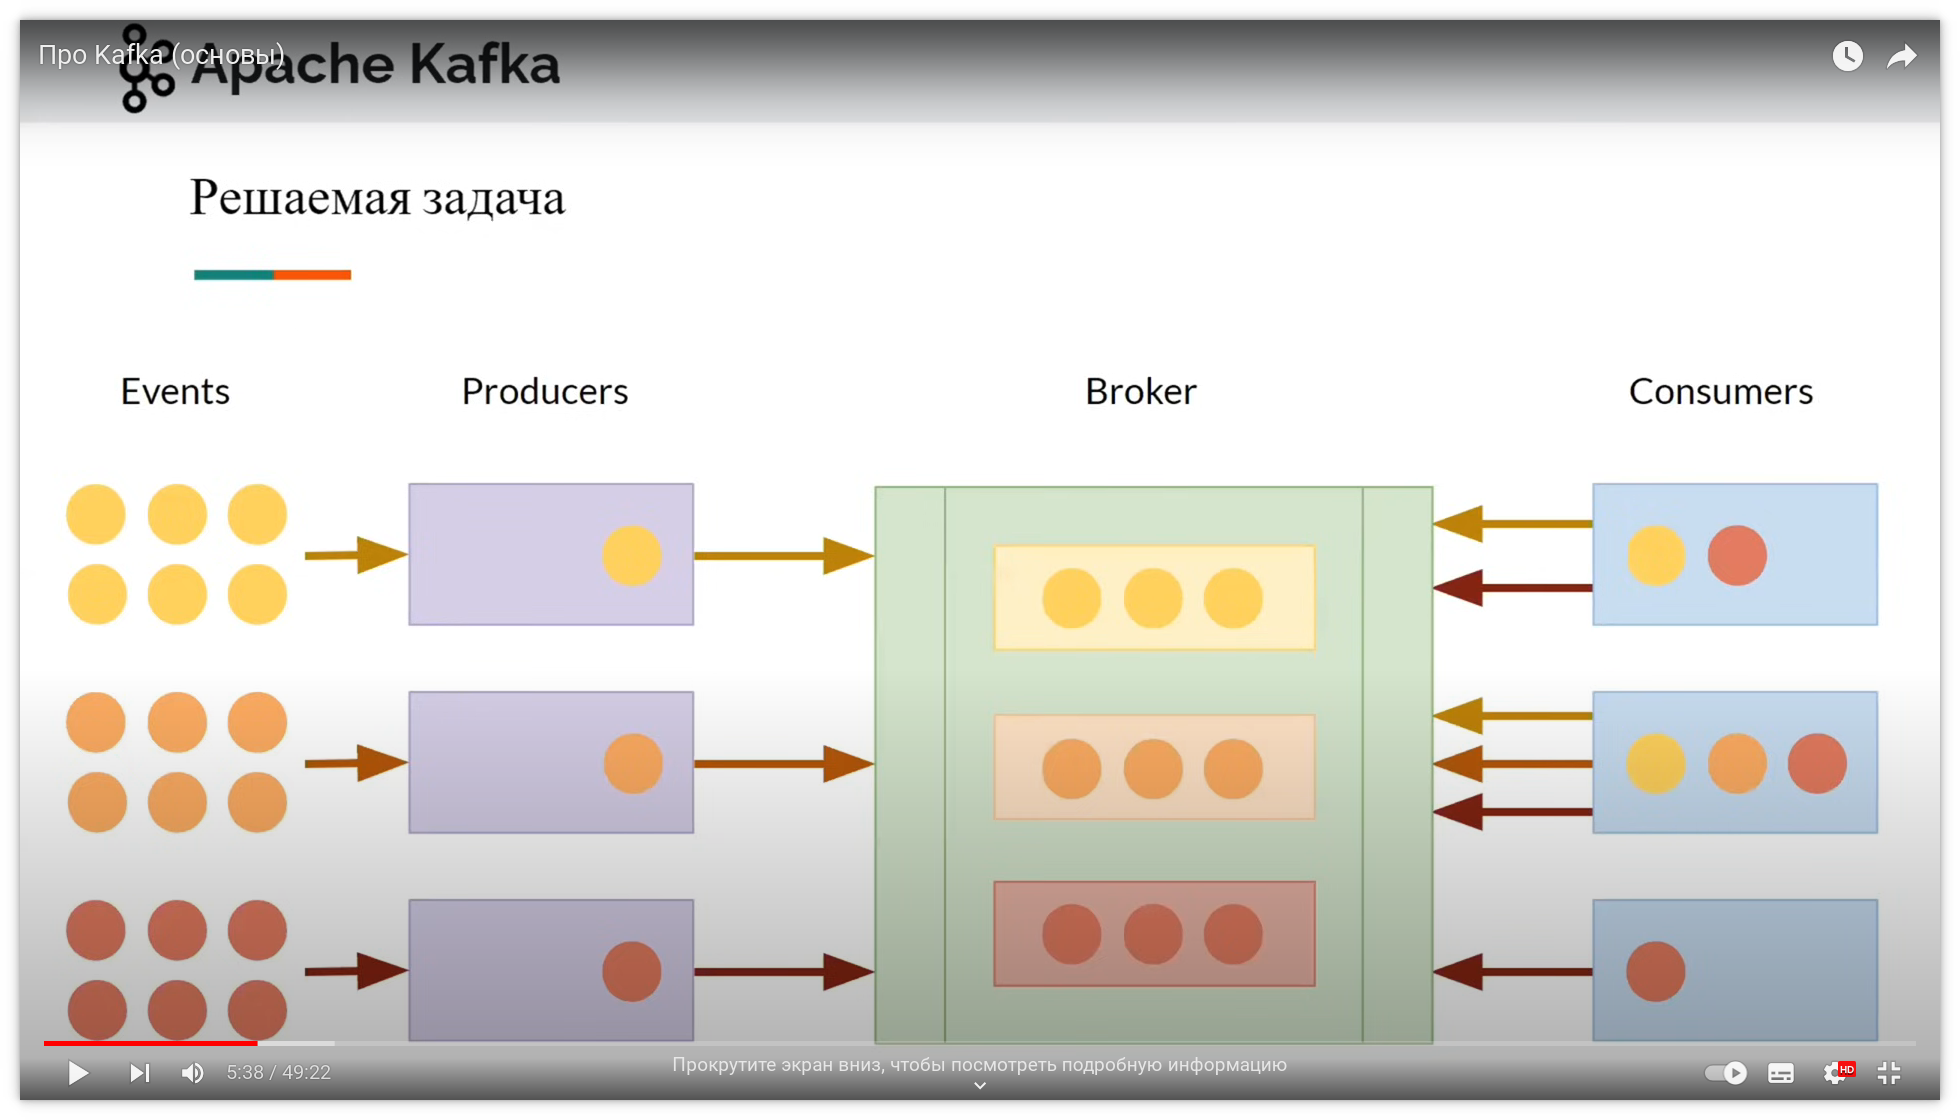 Про Kafka (основы)
Apache Kafka
Решаемая задача
Events
Producers
Broker
Consumers
5:38 / 49:22
Прокрутите экран вниз, чтобы посмотреть подробную информацию
HD